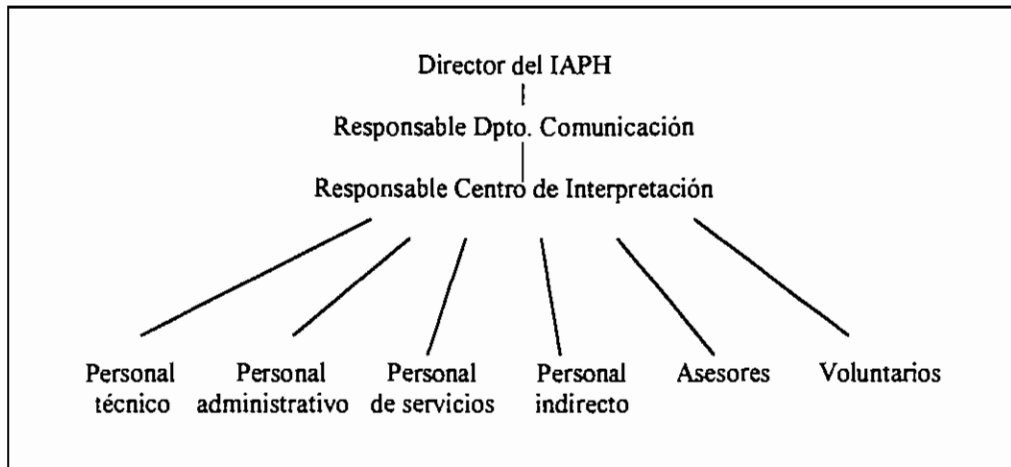 Director del IAPH
Responsable Dpto. Comunicación
Responsable Centro de Interpretación
Personal técnico
Personal administrativo
Personal de servicios
Personal indirecto
Asesores
Voluntarios